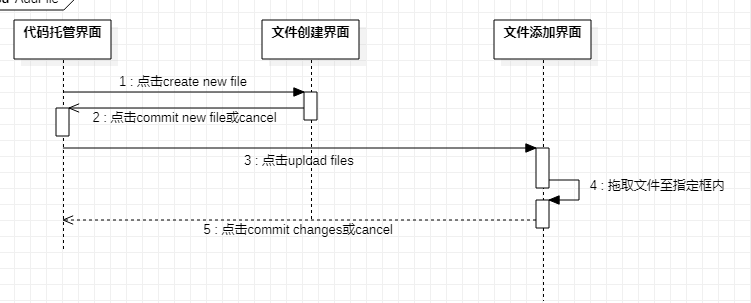 AddFile
代码托管界面
文件创建界面
文件添加界面
1 : 点击create new file
2 : 点击commit new file或cancel
3 : 点击upldad files
4 : 拖取文件至指定框内
5 : 点击commit changes或cancel